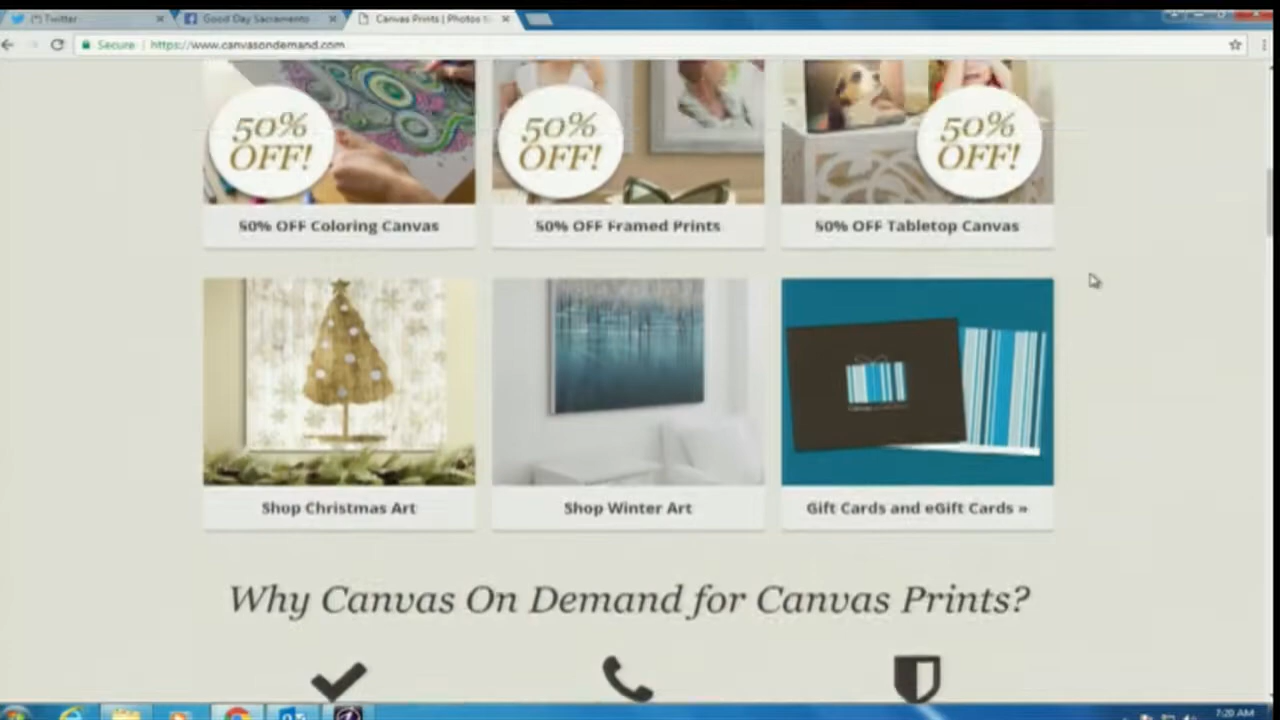 (*) Twitter
Good Day Sacramento
Canvas Prints | Photos t
Secure
https://www.canvasondemand.com
50%
OFF!
50%
OFF!
50%
OFF!
50% OFF Coloring Canvas
50% OFF Framed Prints
50% OFF Tabletop Canvas
Shop Christmas Art
Shop Winter Art
Gift Cards and eGift Cards »
Why Canvas On Demand for Canvas Prints?
7:20 AM